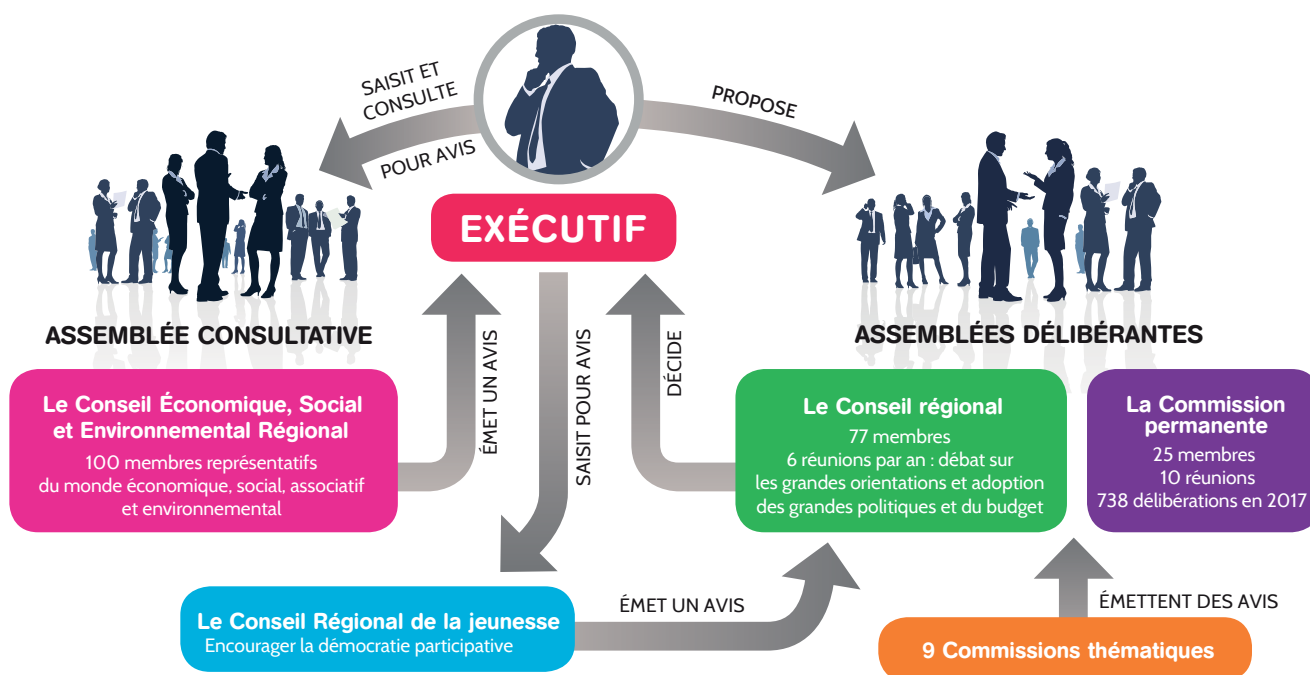 SAISIT ET
CONSULTE
POUR AVIS
PROPOSE
EXÉCUTIF
ASSEMBLÉE CONSULTATIVE
ASSEMBLÉES DÉLIBÉRANTES
ÉMET UN AVIS
SAISIT POUR AVIS
DÉCIDE
Le Conseil Économique, Social
et Environnemental Régional
100 membres représentatifs
du monde économique, social, associatif
et environnemental
Le Conseil régional
77 membres
6 réunions par an : débat sur
les grandes orientations et adoption
des grandes politiques et du budget
La Commission
permanente
25 membres
10 réunions
738 délibérations en 2017
Le Conseil Régional de la jeunesse
Encourager la démocratie participative
ÉMET UN AVIS
ÉMETTENT DES AVIS
9 Commissions thématiques